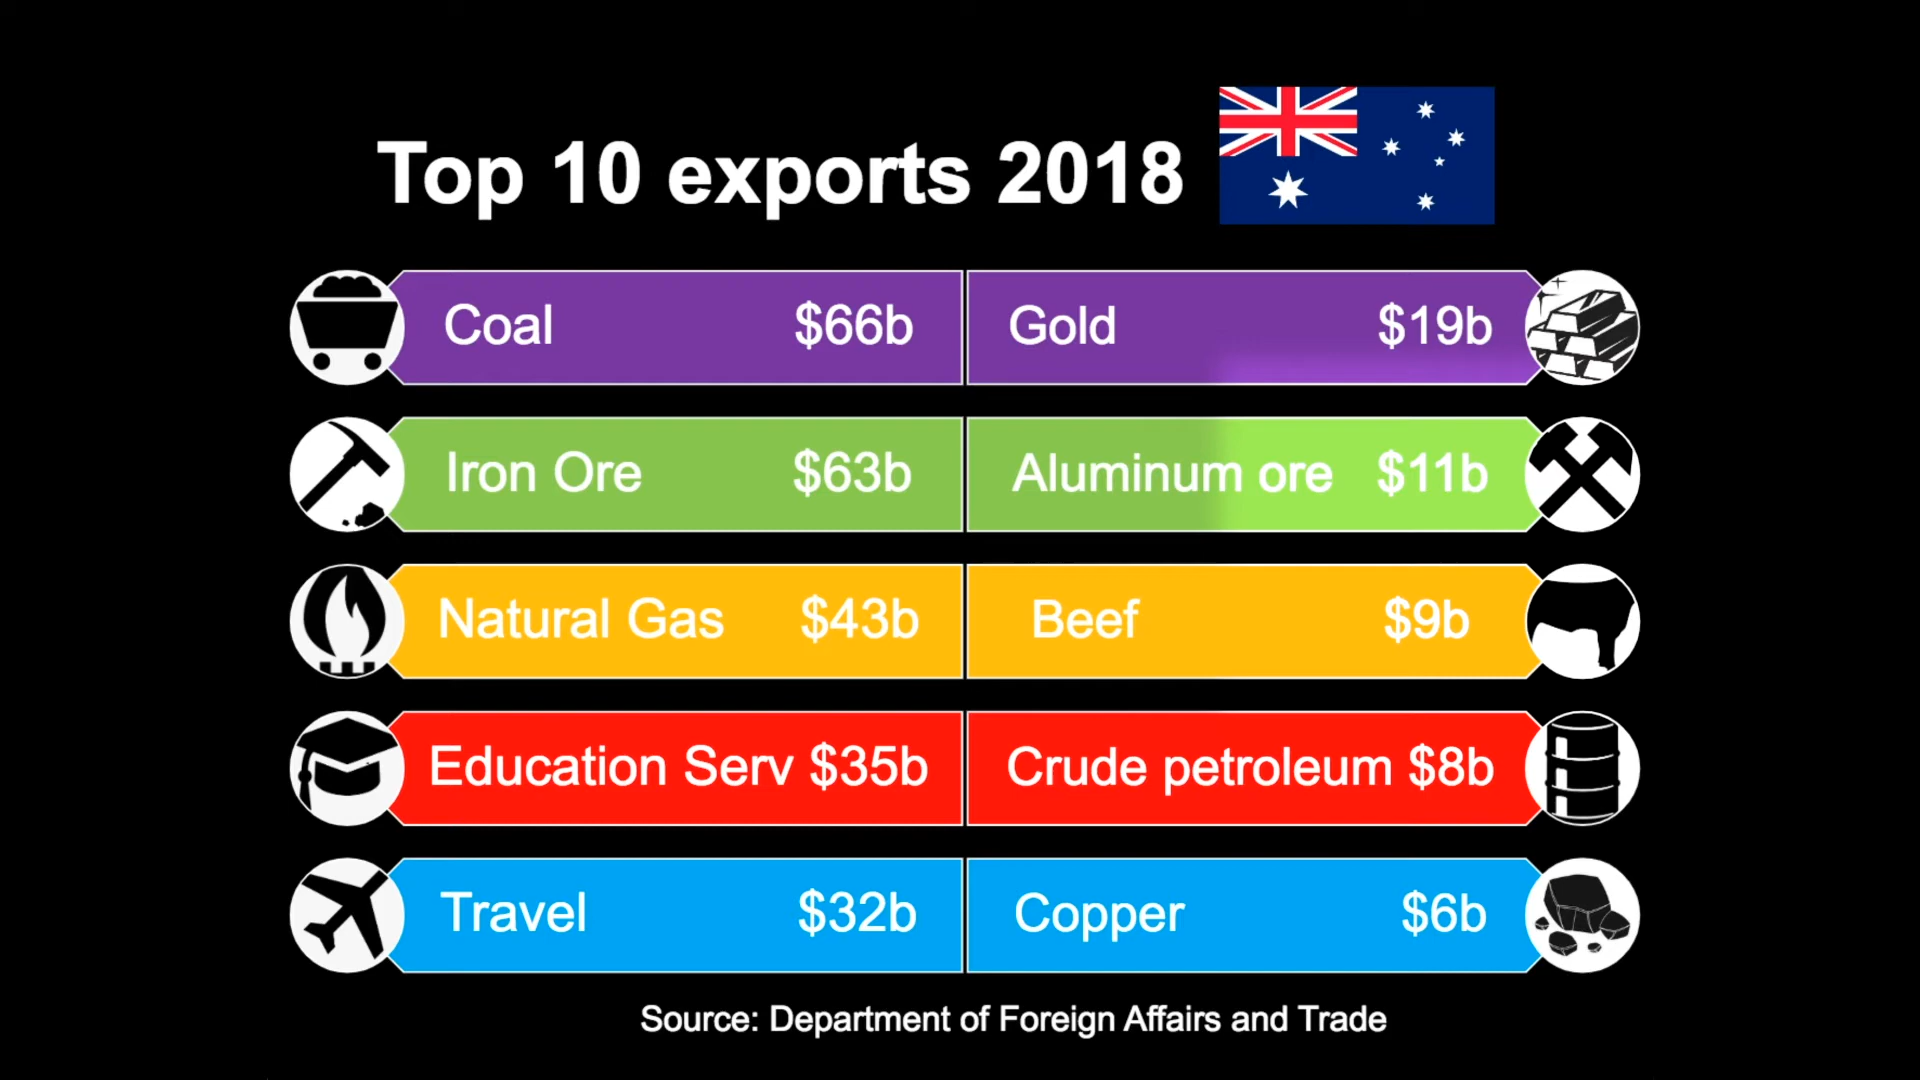 Top 10 exports 2018
Coal $66b
Gold $19b
Iron Ore $63b
Aluminum ore $11b
Natural Gas $43b
Beef $9b
Education Serv $35b
Crude petroleum $8b
Travel $32b
Copper $6b
Source: Department of Foreign Affairs and Trade